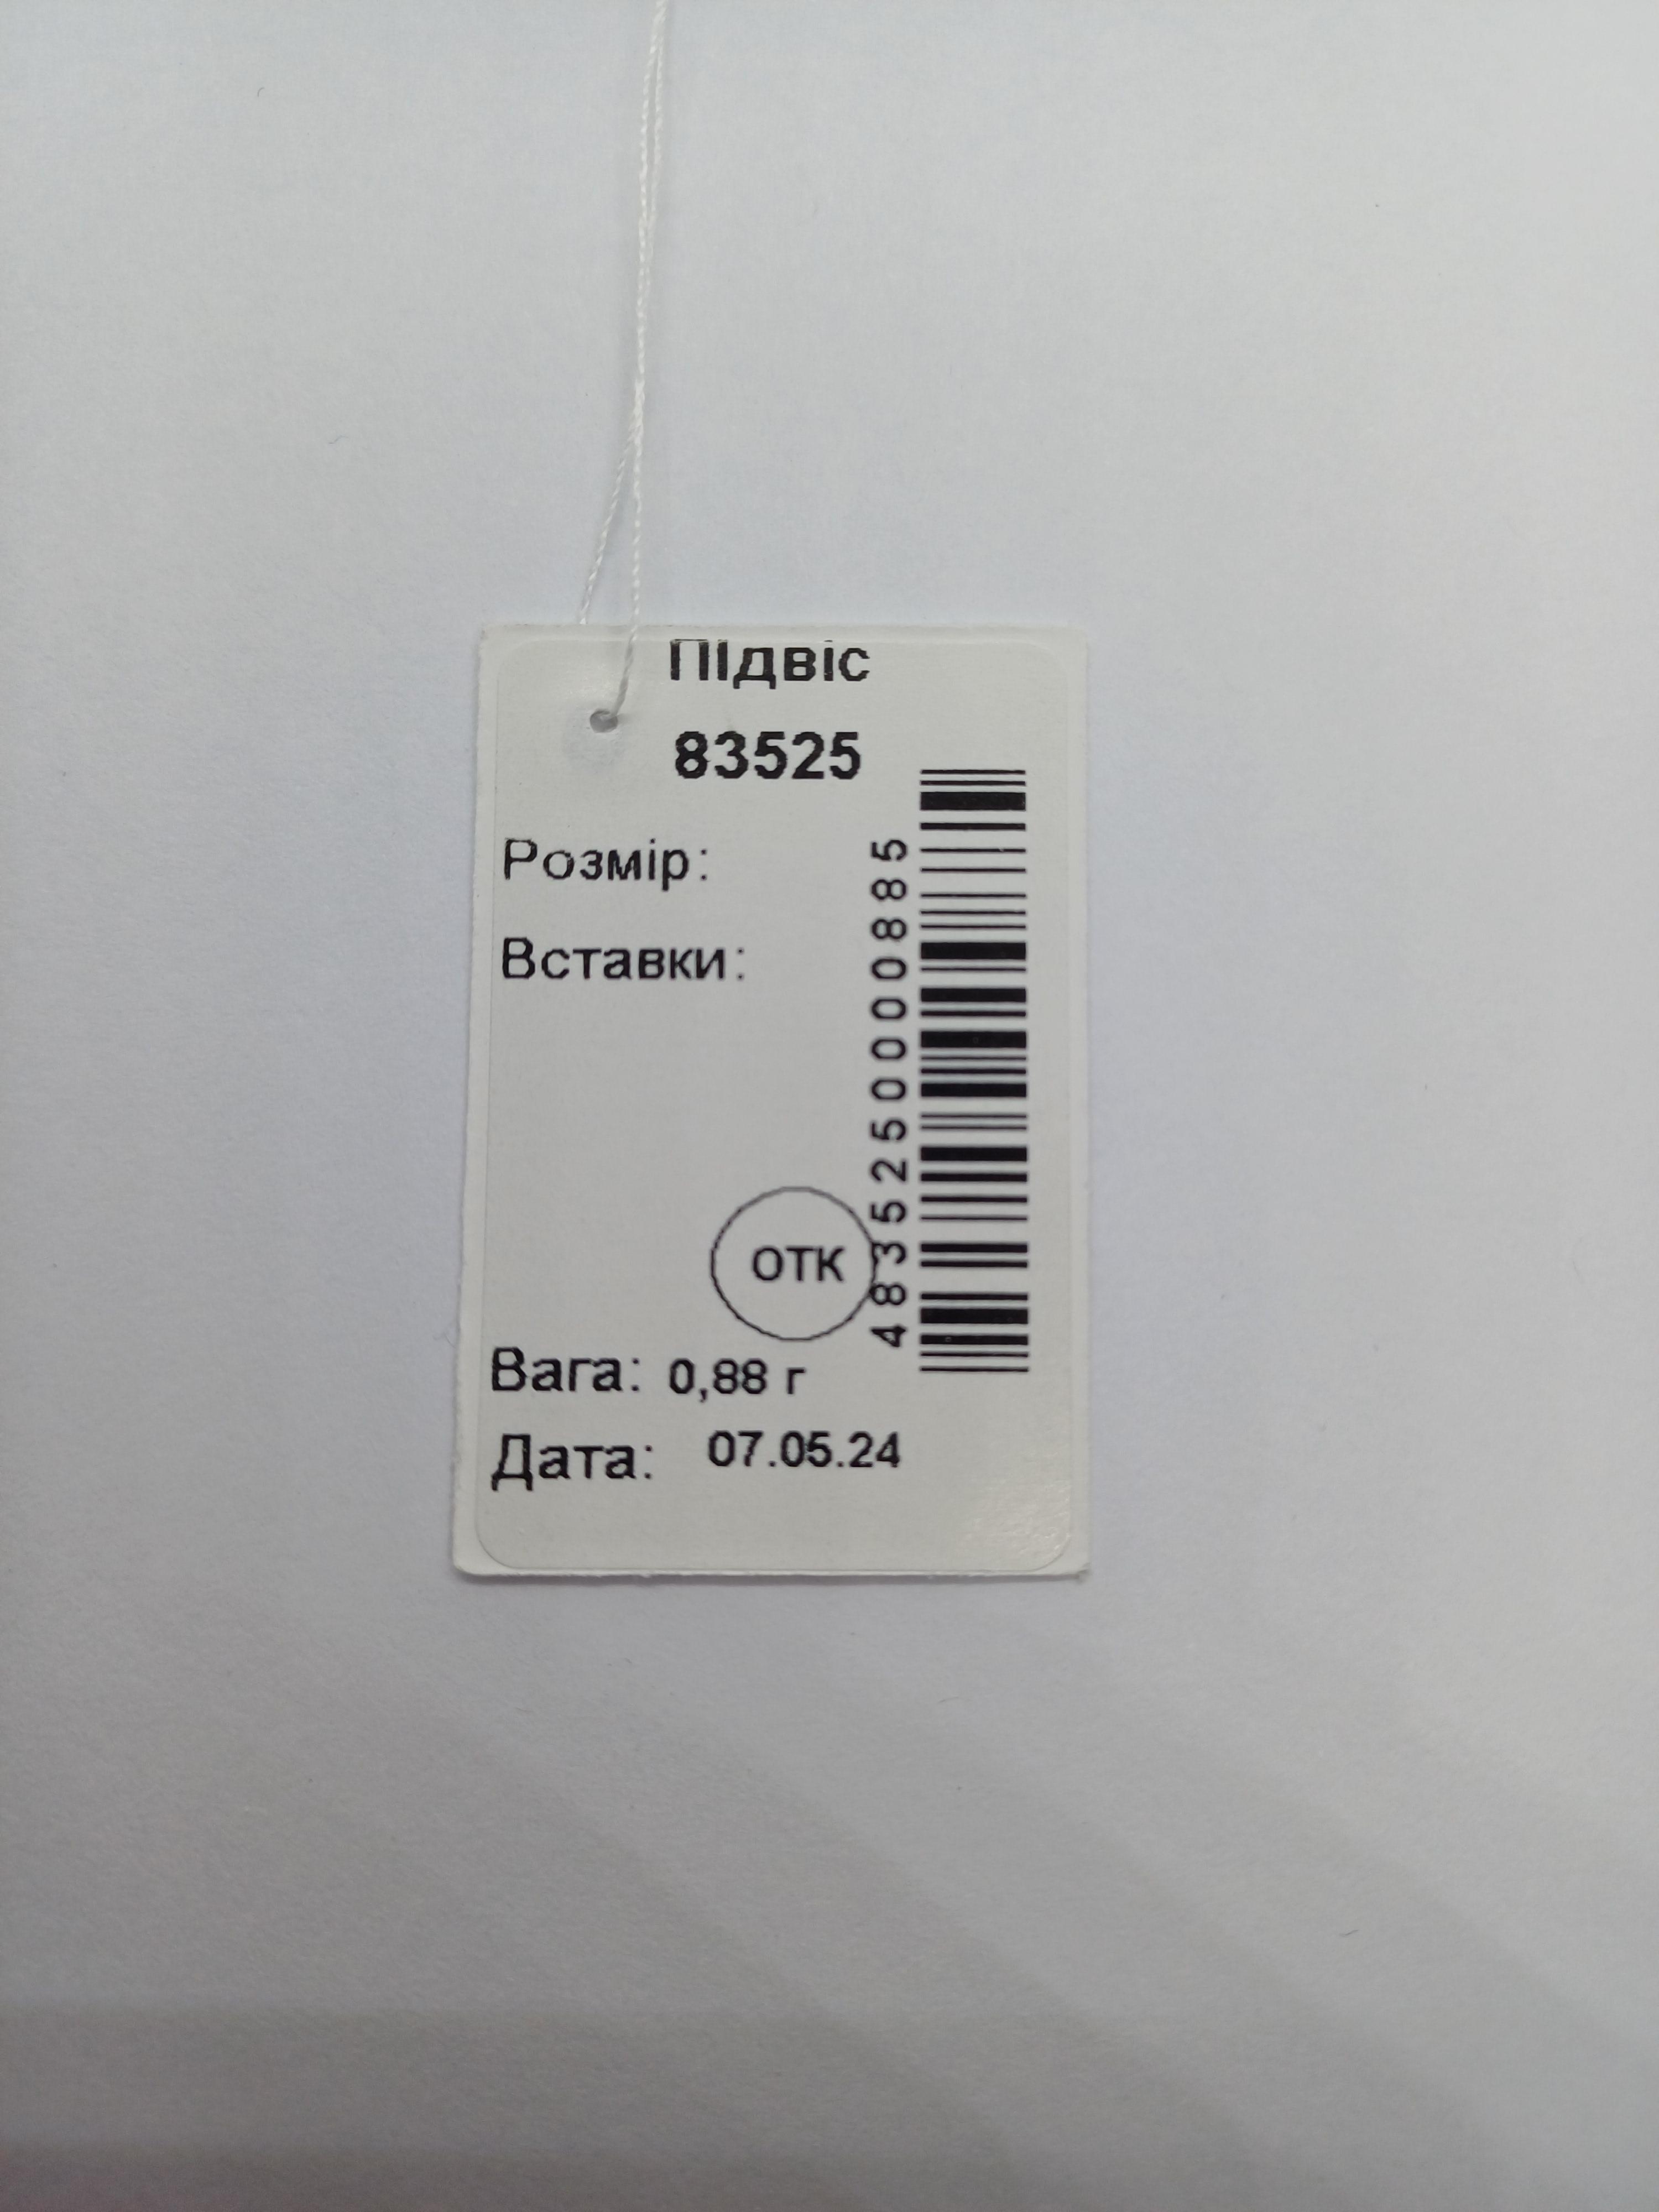 Підвіс
83525
Розмір:
Вставки:
4835250000885
ОТК
Вага: 0,88 г
Дата: 07.05.24